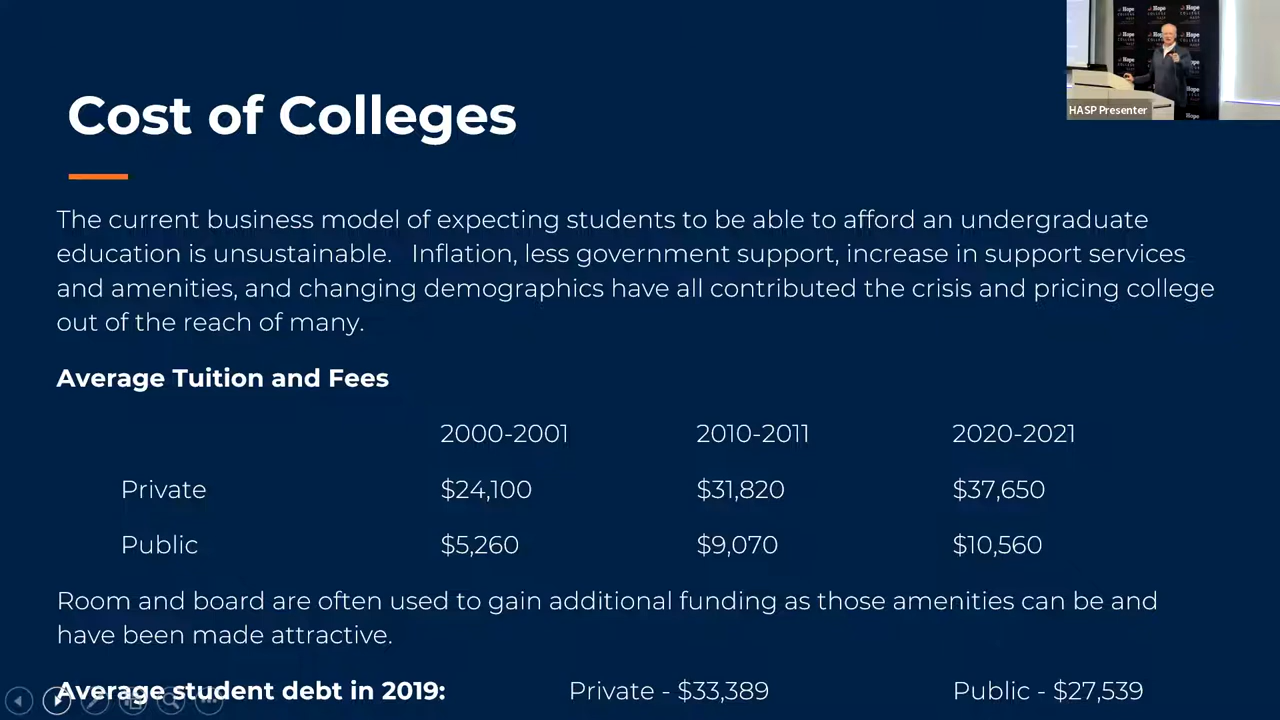 Cost of Colleges
The current business model of expecting students to be able to afford an undergraduate
education is unsustainable. Inflation, less government support, increase in support services
and amenities, and changing demographics have all contributed the crisis and pricing college
out of the reach of many.
Average Tuition and Fees
2000-2001 2010-2011 2020-2021
Private $24,100 $31,820 $37,650
Public $5,260 $9,070 $10,560
Room and board are often used to gain additional funding as those amenities can be and
have been made attractive.
Average student debt in 2019: Private - $33,389 Public - $27,539
HASP Presenter
Hope
COLLEGE